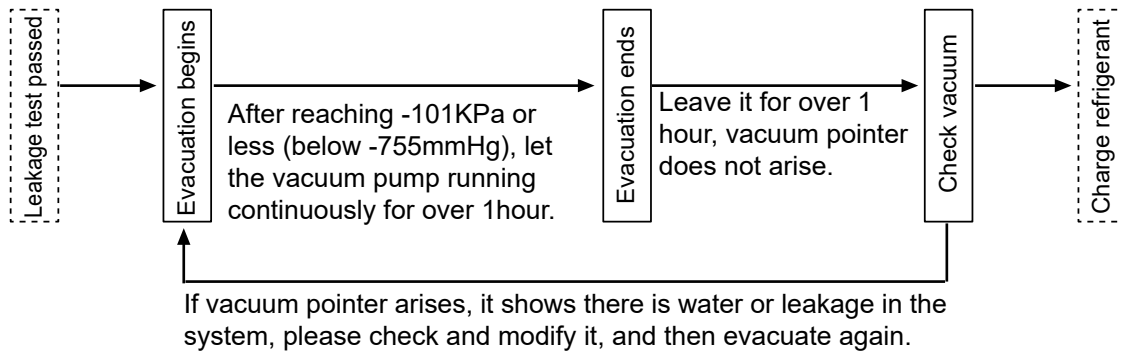 Leakage test passed
Evacuation begins
After reaching -101KPa or
less (below -755mmHg), let
the vacuum pump running
continuously for over 1hour.
Evacuation ends
Leave it for over 1
hour, vacuum pointer
does not arise.
Check vacuum
Charge refrigerant
If vacuum pointer arises, it shows there is water or leakage in the
system, please check and modify it, and then evacuate again.